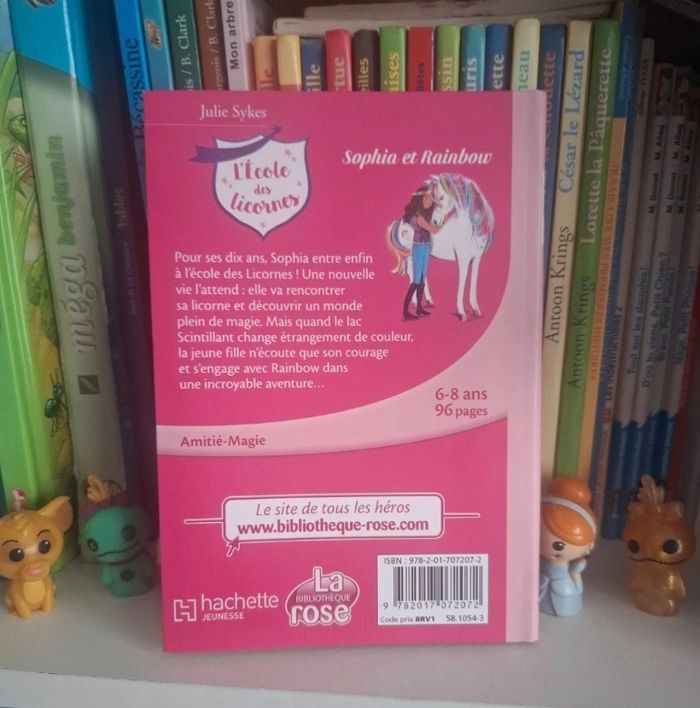 Bécassine
B. Clark
B. Clark
Mon arbre
méga benjamin
Fables
Antoon Krings
César le Lézard
Antoon Krings
Lorette la Pâquerette
Julie Sykes
l'École
des
licornes
Sophia et Rainbow
Pour ses dix ans, Sophia entre enfin
à l'école des Licornes ! Une nouvelle
vie l'attend : elle va rencontrer
sa licorne et découvrir un monde
plein de magie. Mais quand le lac
Scintillant change étrangement de couleur,
la jeune fille n'écoute que son courage
et s'engage avec Rainbow dans
une incroyable aventure...
6-8 ans
96 pages
Amitié-Magie
Le site de tous les héros
www.bibliotheque-rose.com
hachette
JEUNESSE
La
BIBLIOTHÈQUE
rose
ISBN : 978-2-01-707207-2
9 782017 072072
Code prix BRV1 58.1054-3